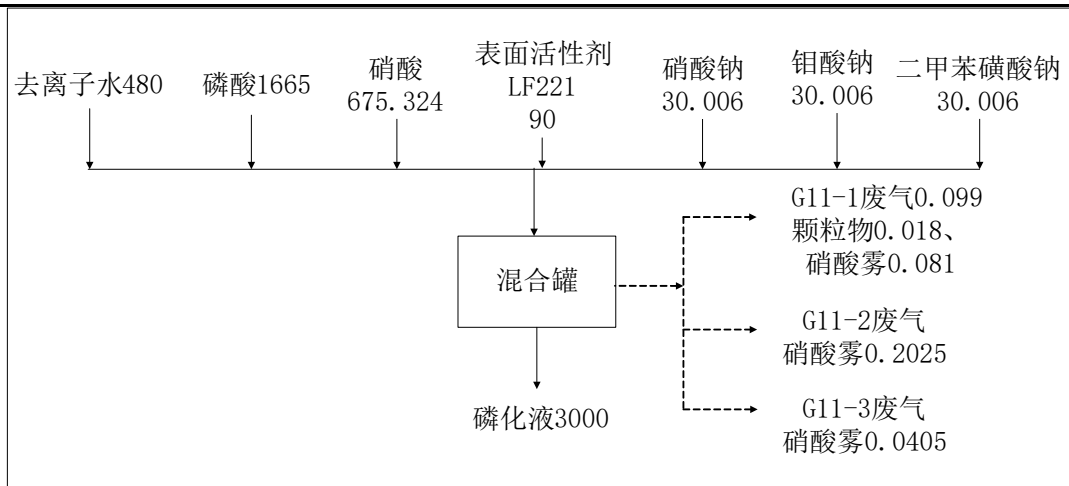 去离子水480
磷酸1665
硝酸
675.324
表面活性剂
LF221
90
硝酸钠
30.006
钼酸钠
30.006
二甲苯磺酸钠
30.006
混合罐
G11-1废气0.099
颗粒物0.018、
硝酸雾0.081
G11-2废气
硝酸雾0.2025
G11-3废气
硝酸雾0.0405
磷化液3000